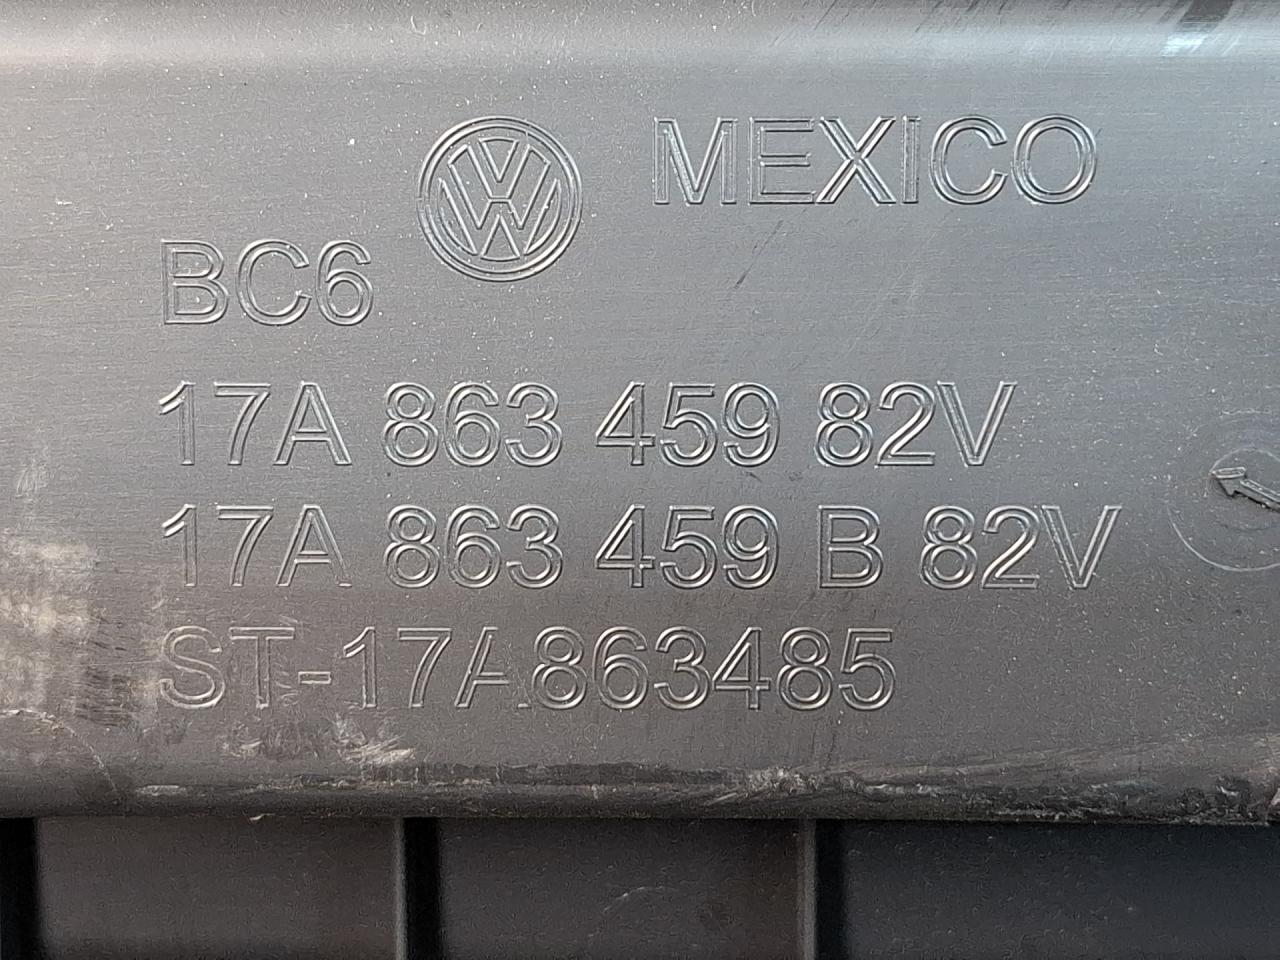 MEXICO
BC6
17A 863 459 82V
17A 863 459 B 82V
ST-17A863485